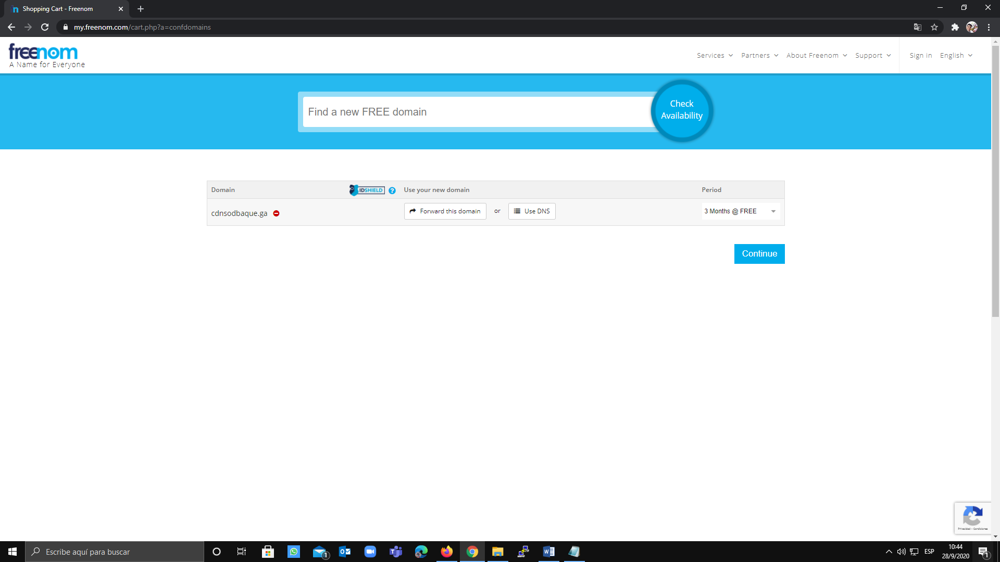 Shopping Cart - Freenom
my.freenom.com/cart.php?a=confdomains
freenom
A Name for Everyone
Services Partners About Freenom Support Sign in English
Find a new FREE domain
Check
Availability
Domain IDSHIELD ? Use your new domain Period
cdnsodbaque.ga Forward this domain or Use DNS 3 Months @ FREE
Continue
Privacidad - Condiciones
Escribe aquí para buscar
1
ESP
10:44
28/9/2020
1